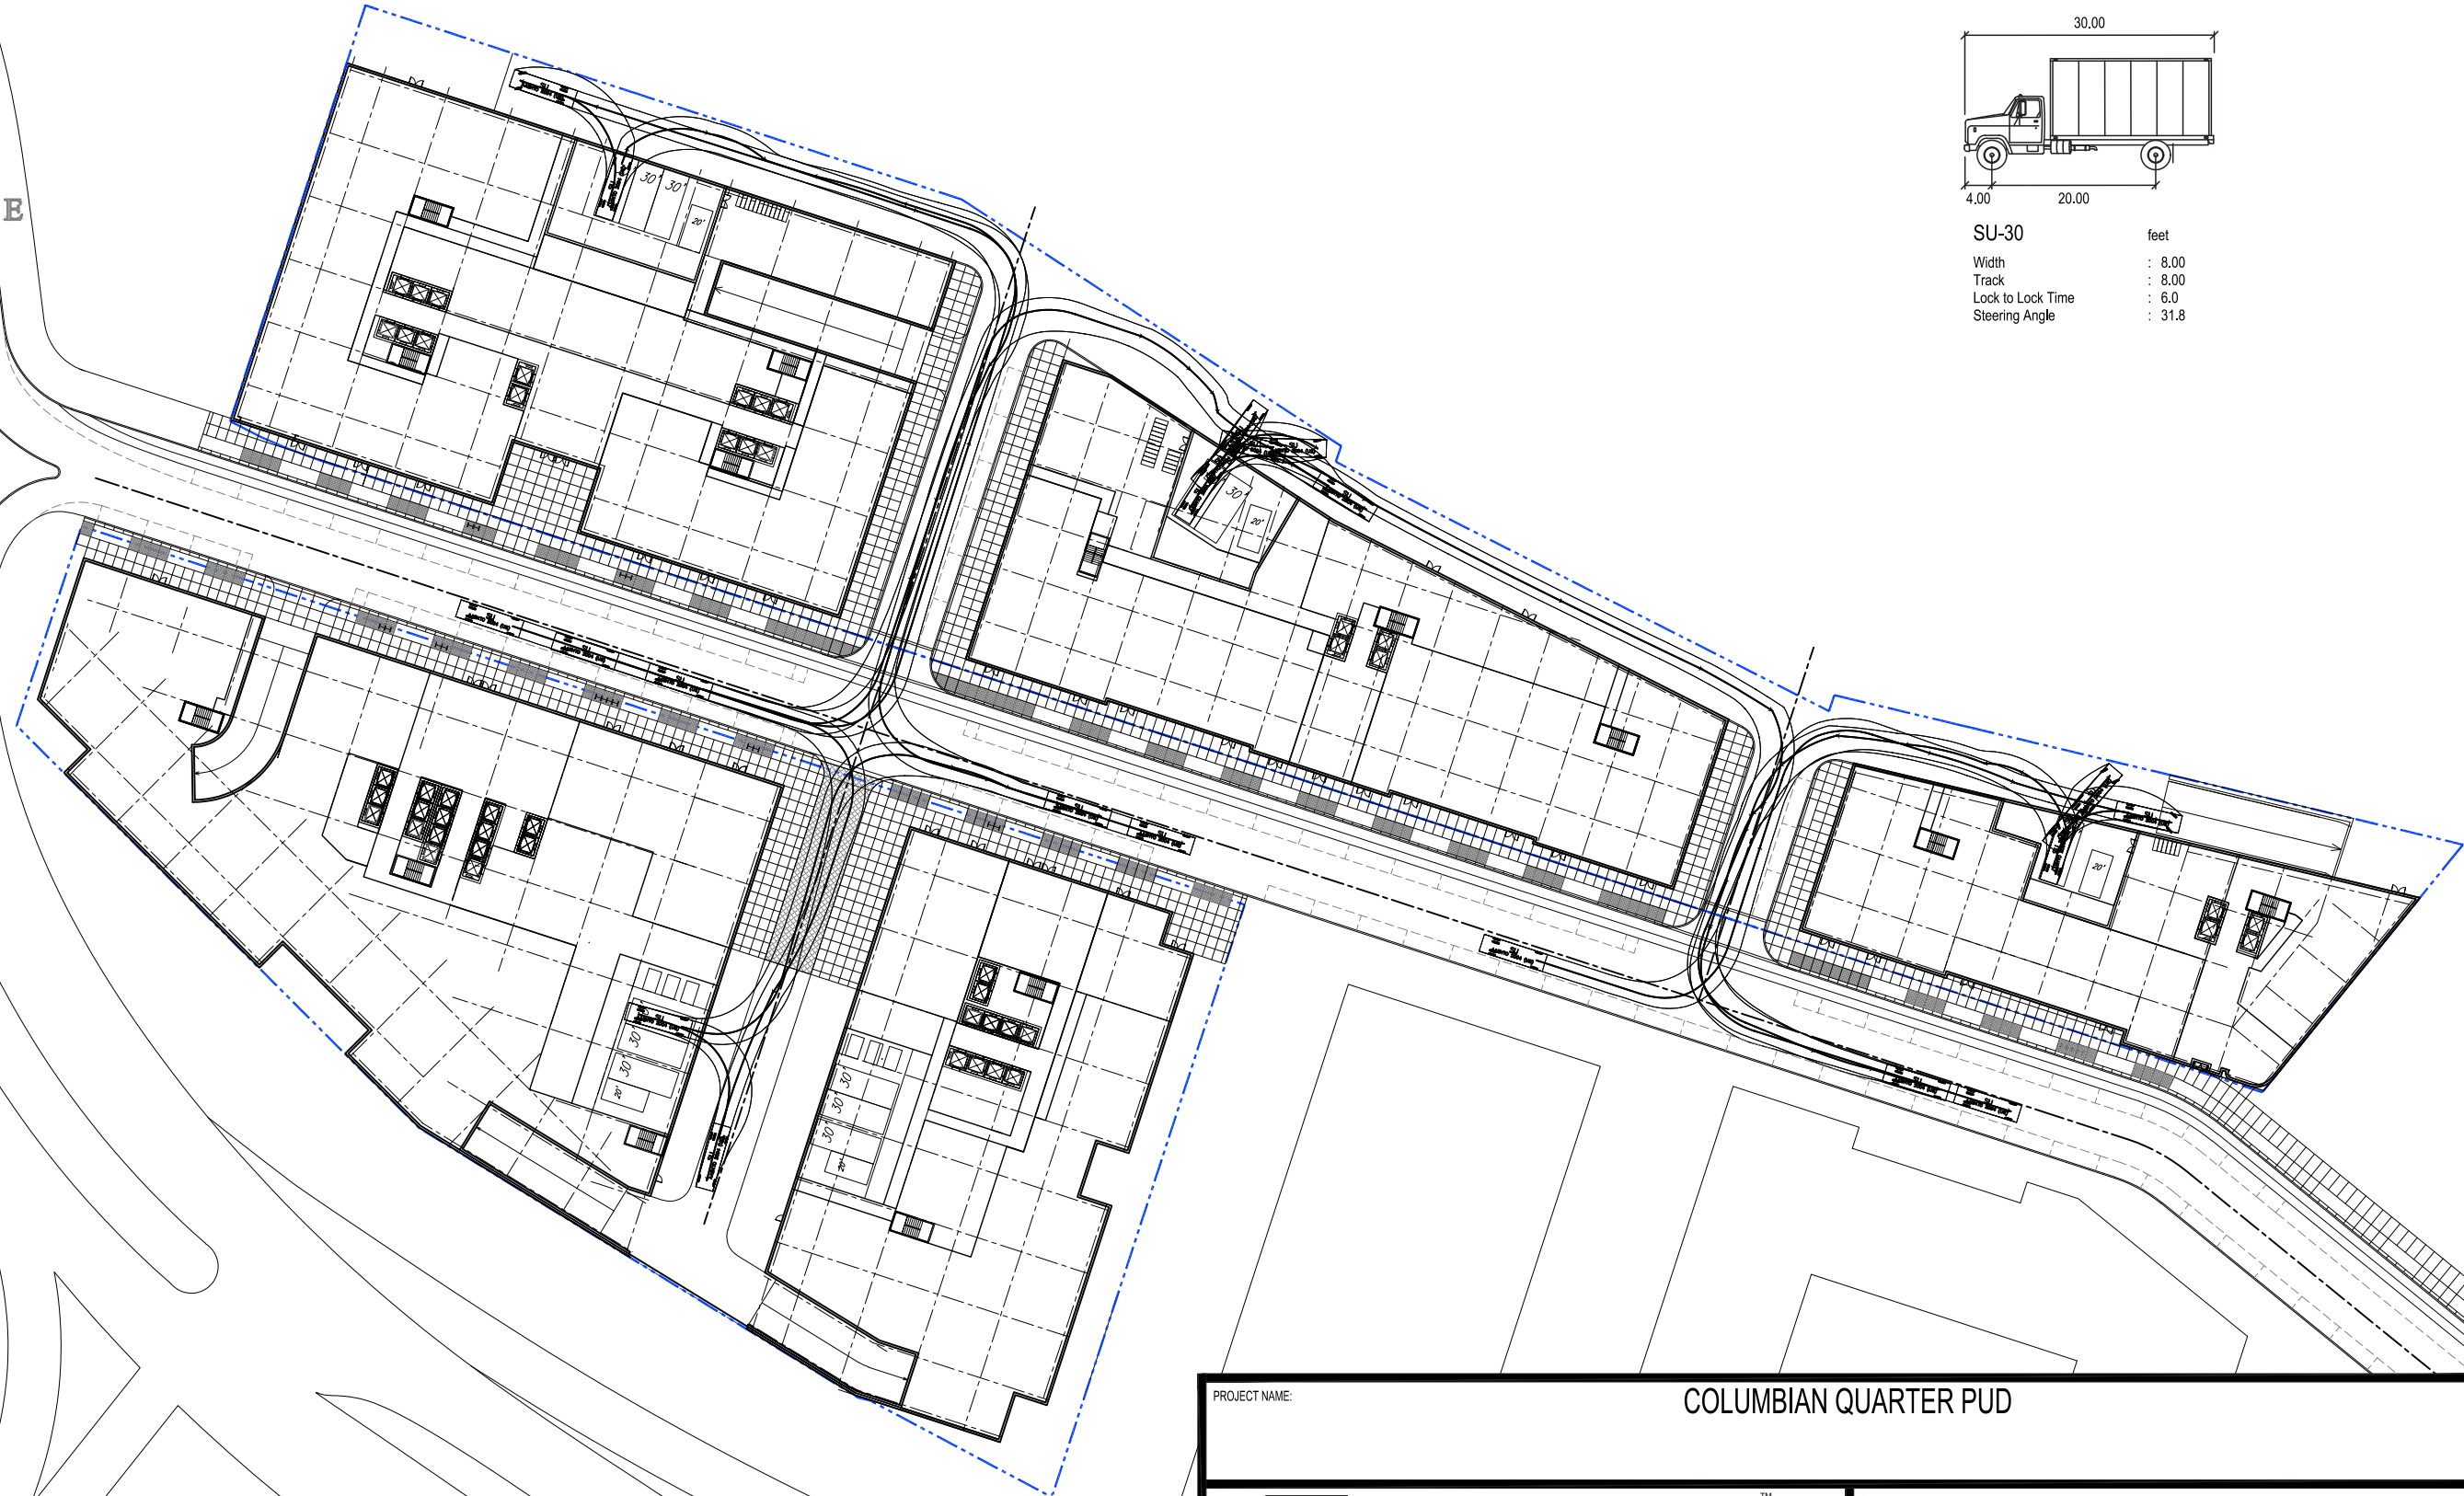 30.00
4.00 20.00
SU-30 feet
Width : 8.00
Track : 8.00
Lock to Lock Time : 6.0
Steering Angle : 31.8
E
30' 30'
20'
30'
20'
20'
30'
30'
20'
30'
30'
30'
20'
PROJECT NAME:
COLUMBIAN QUARTER PUD
TM